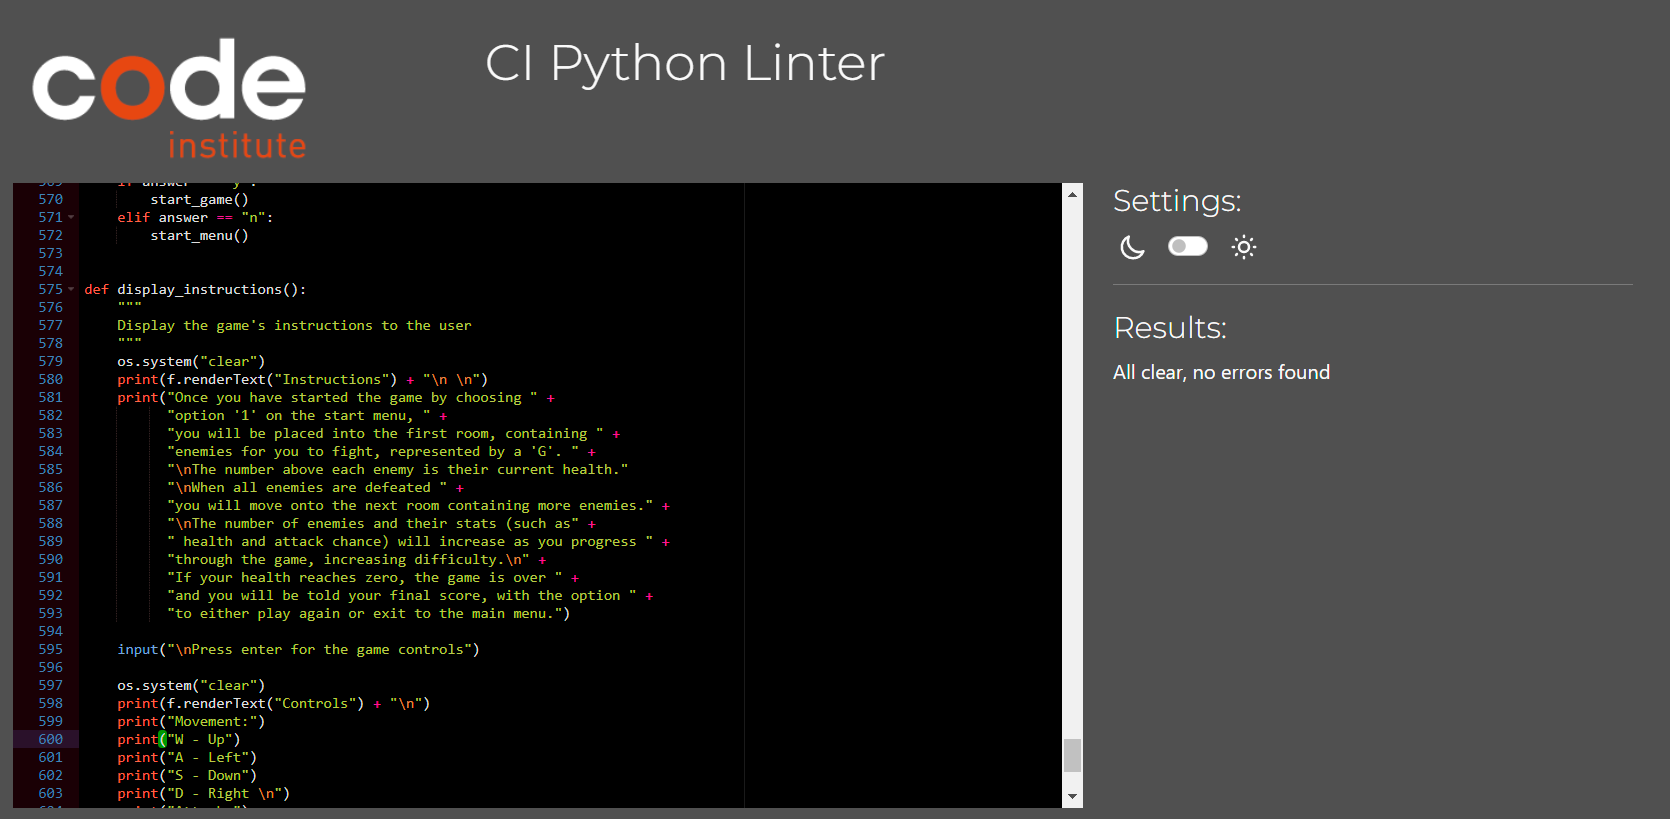 code
institute
CI Python Linter
570 start_game()
571 elif answer == "n":
572 start_menu()
573
574
575 def display_instructions():
576 """
577 Display the game's instructions to the user
578 """
579 os.system("clear")
580 print(f.renderText("Instructions") + "\n \n")
581 print("Once you have started the game by choosing " +
582 "option '1' on the start menu, " +
583 "you will be placed into the first room, containing " +
584 "enemies for you to fight, represented by a 'G'. " +
585 "\nThe number above each enemy is their current health."
586 "\nWhen all enemies are defeated " +
587 "you will move onto the next room containing more enemies." +
588 "\nThe number of enemies and their stats (such as" +
589 " health and attack chance) will increase as you progress " +
590 "through the game, increasing difficulty.\n" +
591 "If your health reaches zero, the game is over " +
592 "and you will be told your final score, with the option " +
593 "to either play again or exit to the main menu.")
594
595 input("\nPress enter for the game controls")
596
597 os.system("clear")
598 print(f.renderText("Controls") + "\n")
599 print("Movement:")
600 print("W - Up")
601 print("A - Left")
602 print("S - Down")
603 print("D - Right \n")
Settings:
Results:
All clear, no errors found